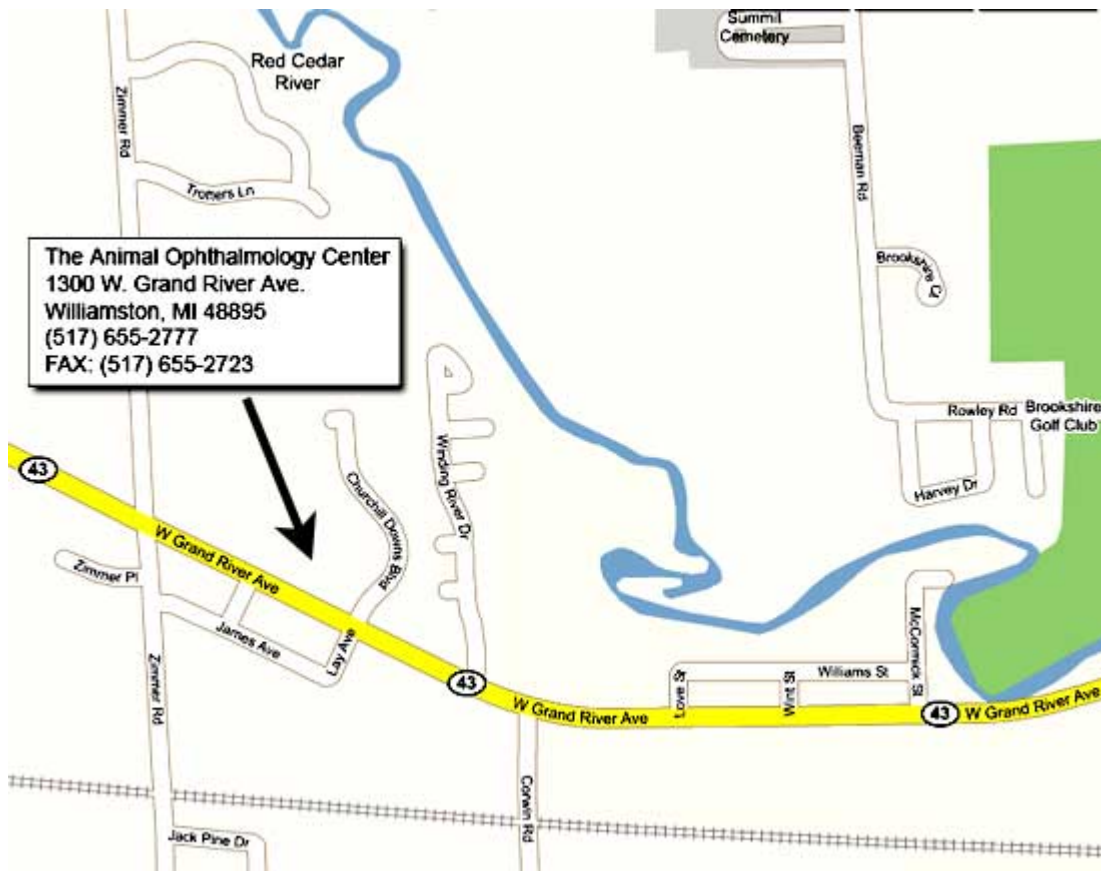 Summit
Cemetery
Red Cedar
River
Zimmer Rd
Beeman Rd
Trotters Ln
The Animal Ophthalmology Center
1300 W. Grand River Ave.
Williamston, MI 48895
(517) 655-2777
FAX: (517) 655-2723
Brookshire Ct
Rowley Rd
Brookshire
Golf Club
Winding River Dr
43
Churchill Downs Blvd
Harvey Dr
W Grand River Ave
Zimmer Pl
James Ave
Lay Ave
McCormick St
Williams St
Love St
Wint St
Zimmer Rd
43
W Grand River Ave
43
W Grand River Ave
Corwin Rd
Jack Pine Dr